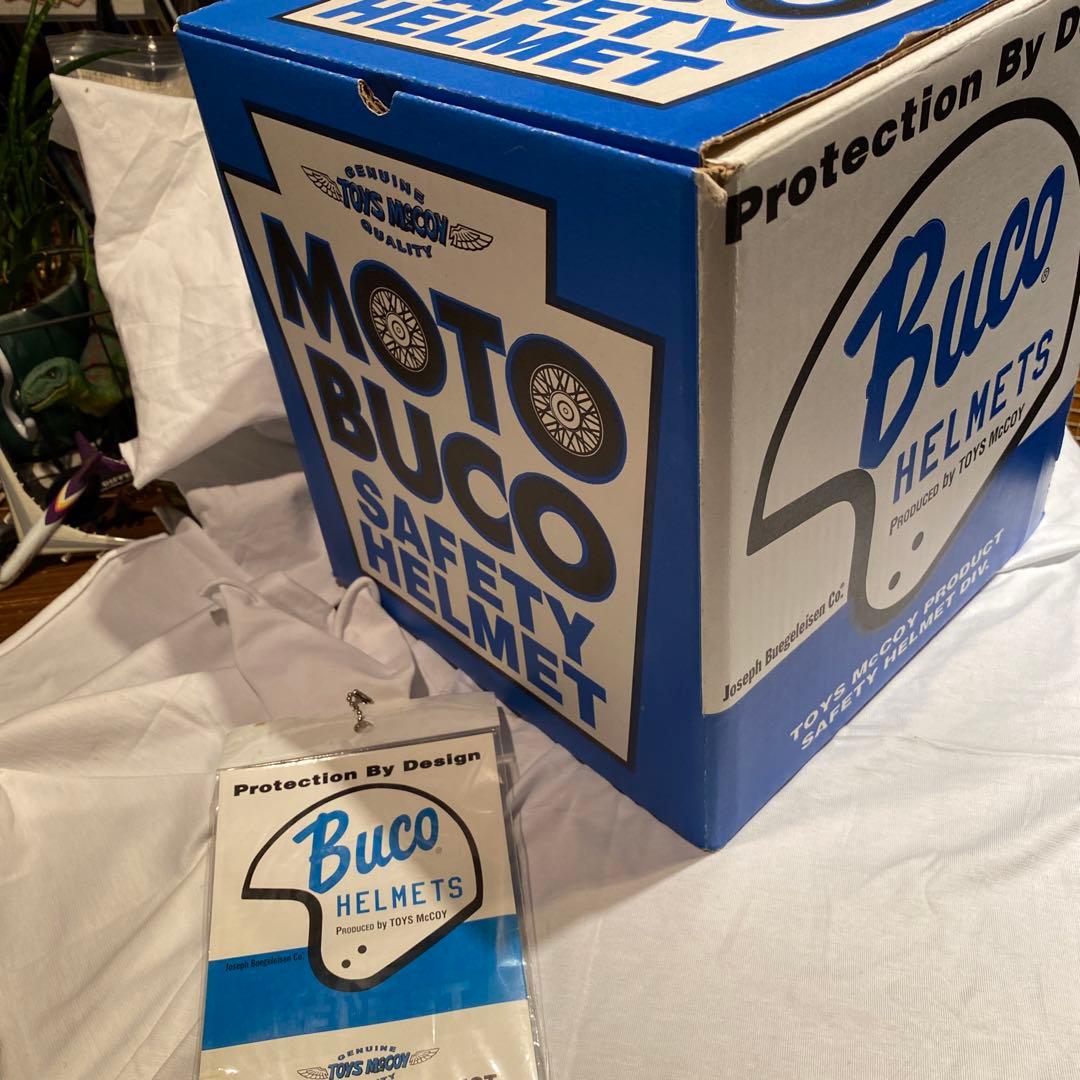 SAFETY
HELMET
GENUINE
TOYS McCOY
QUALITY
MOTO
BUCO
SAFETY
HELMET
Protection By
Buco®
HELMETS
PRODUCED by TOYS McCOY
Joseph Buegeleisen Co.
TOYS McCOY PRODUCT
SAFETY HELMET DIV.
Protection By Design
Buco
HELMETS
PRODUCED by TOYS McCOY
Joseph Buegeleisen Co.
GENUINE
TOYS McCOY